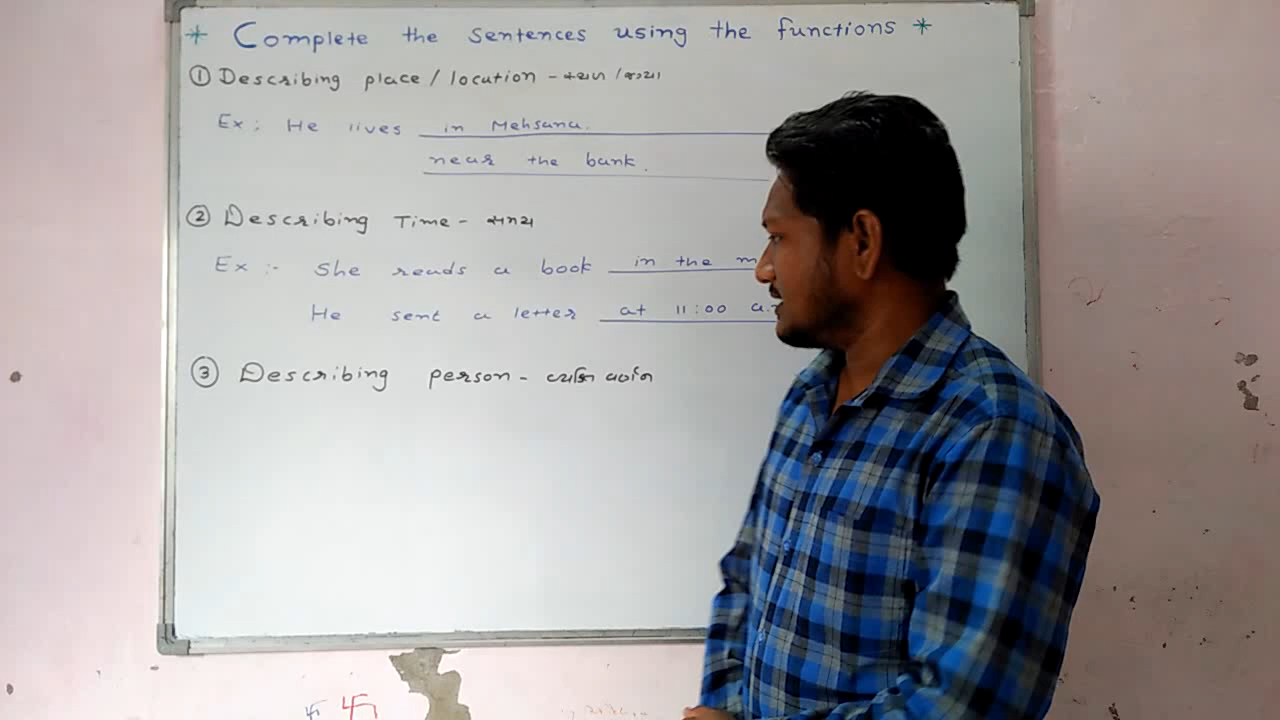 * Complete the sentences using the functions *
① Describing place / location - સ્થળ / જગ્યા
Ex : He lives in Mehsana.
near the bank.
② Describing Time - સમય
Ex :- She reads a book in the
He sent a letter at 11:00
③ Describing person - વ્યક્તિ વર્ણન